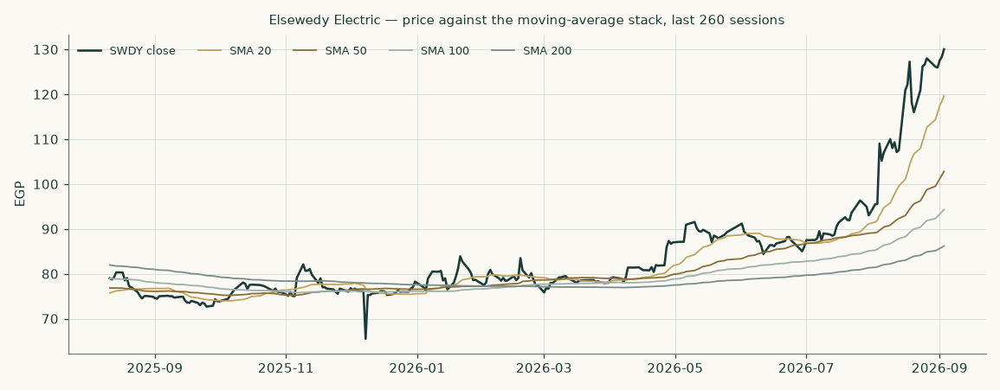 Elsewedy Electric — price against the moving-average stack, last 260 sessions
SWDY close
SMA 20
SMA 50
SMA 100
SMA 200
EGP
130
120
110
100
90
80
70
2025-09
2025-11
2026-01
2026-03
2026-05
2026-07
2026-09